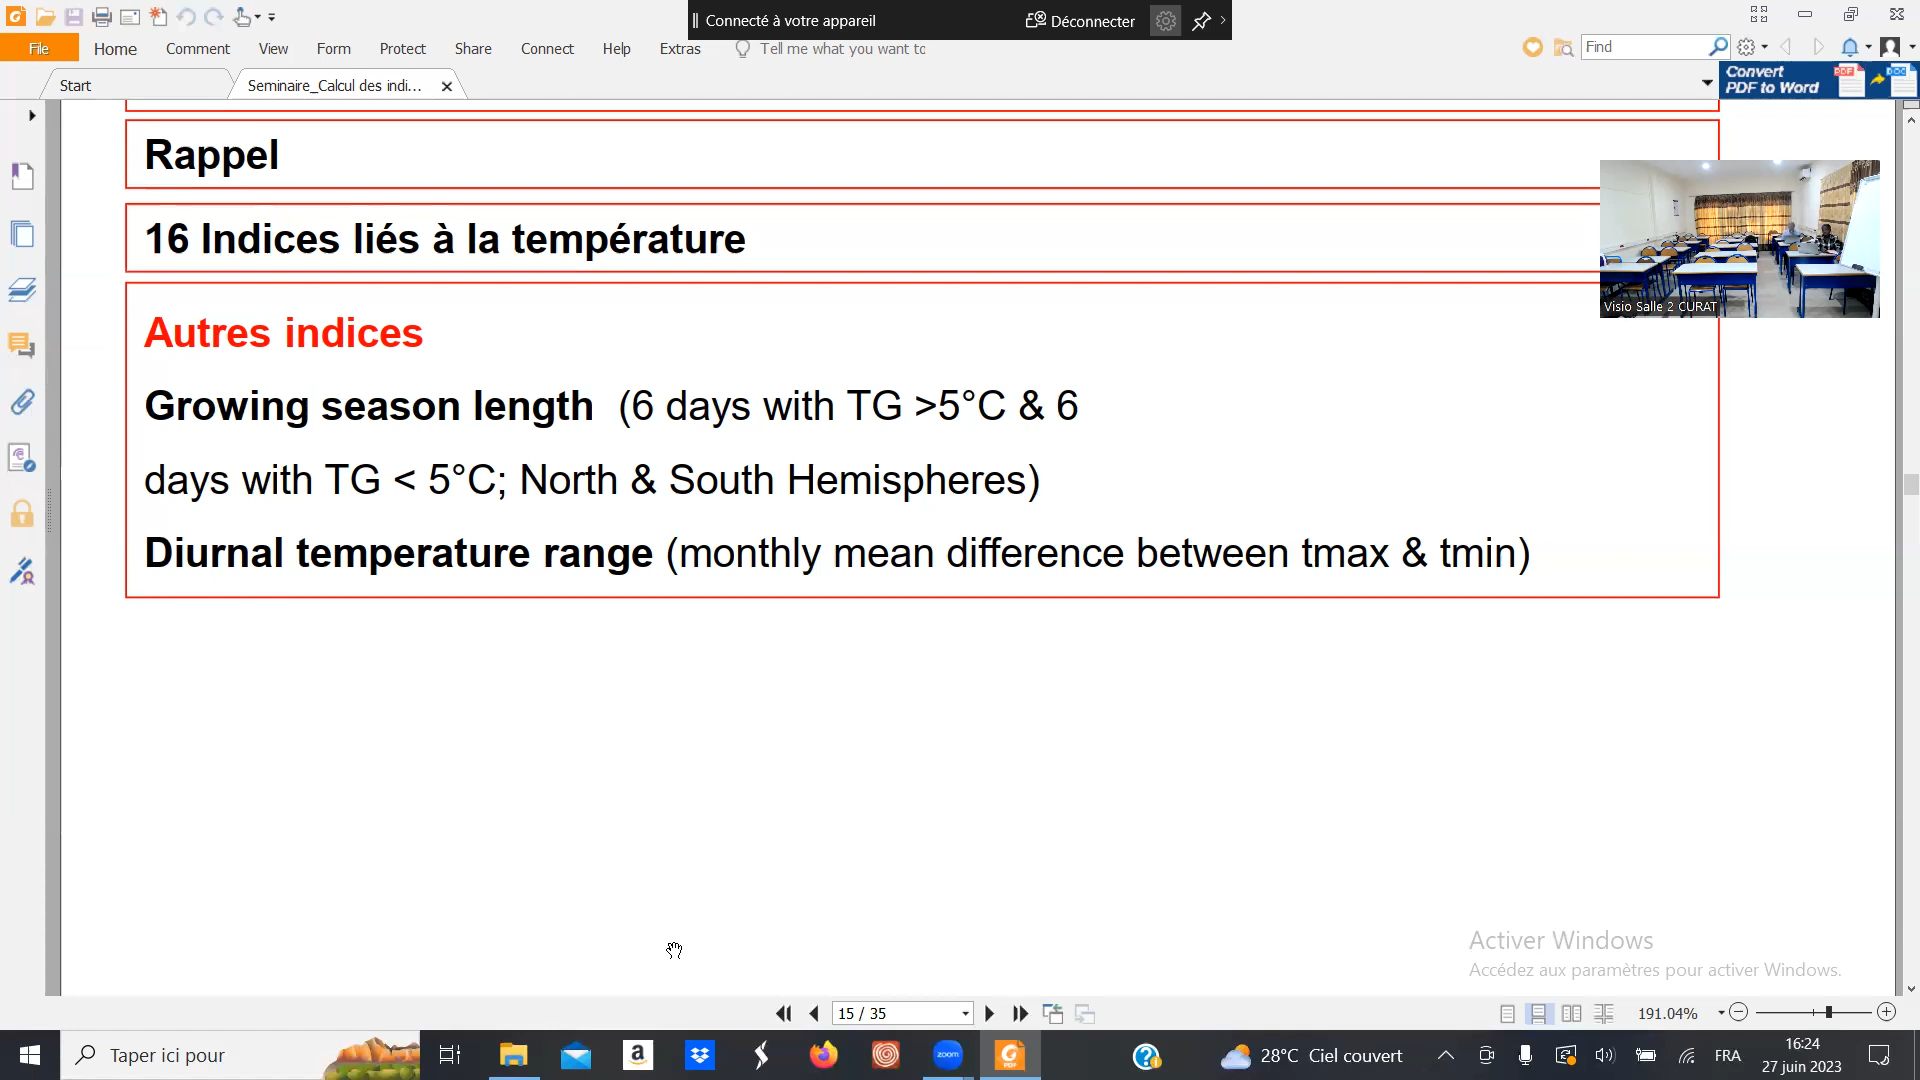 Connecté à votre appareil
Déconnecter
File
Home
Comment
View
Form
Protect
Share
Connect
Help
Extras
Tell me what you want to
Find
Start
Seminaire_Calcul des indi...
Convert
PDF to Word
Rappel
16 Indices liés à la température
Visio Salle 2 CURAT
Autres indices
Growing season length (6 days with TG >5°C & 6
days with TG < 5°C; North & South Hemispheres)
Diurnal temperature range (monthly mean difference between tmax & tmin)
Activer Windows
Accédez aux paramètres pour activer Windows.
15 / 35
191.04%
Taper ici pour
zoom
PDF
28°C Ciel couvert
FRA
16:24
27 juin 2023